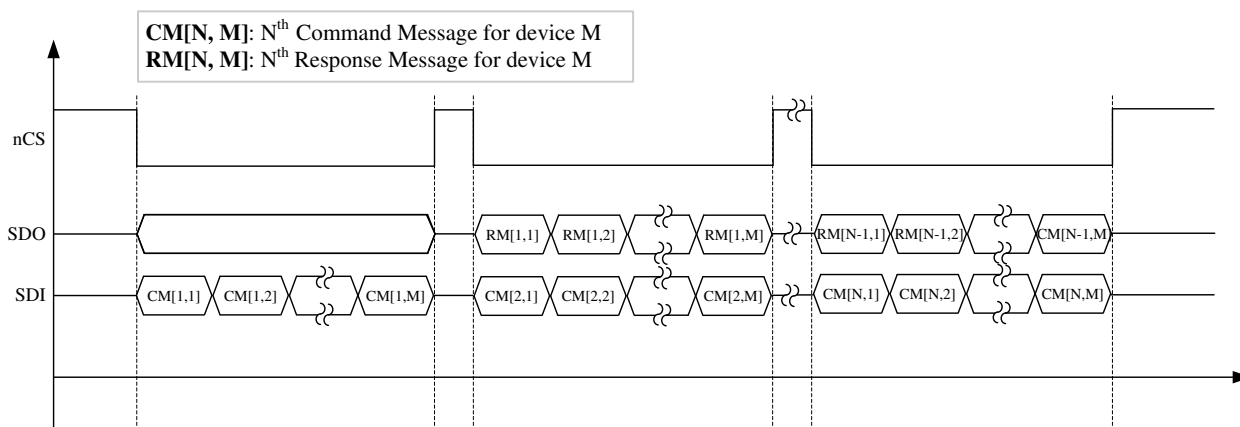 CM[N, M]: Nth Command Message for device M
RM[N, M]: Nth Response Message for device M
nCS
SDO
RM[1,1] RM[1,2] RM[1,M] RM[N-1,1] RM[N-1,2] CM[N-1,M]
SDI
CM[1,1] CM[1,2] CM[1,M] CM[2,1] CM[2,2] CM[2,M] CM[N,1] CM[N,2] CM[N,M]